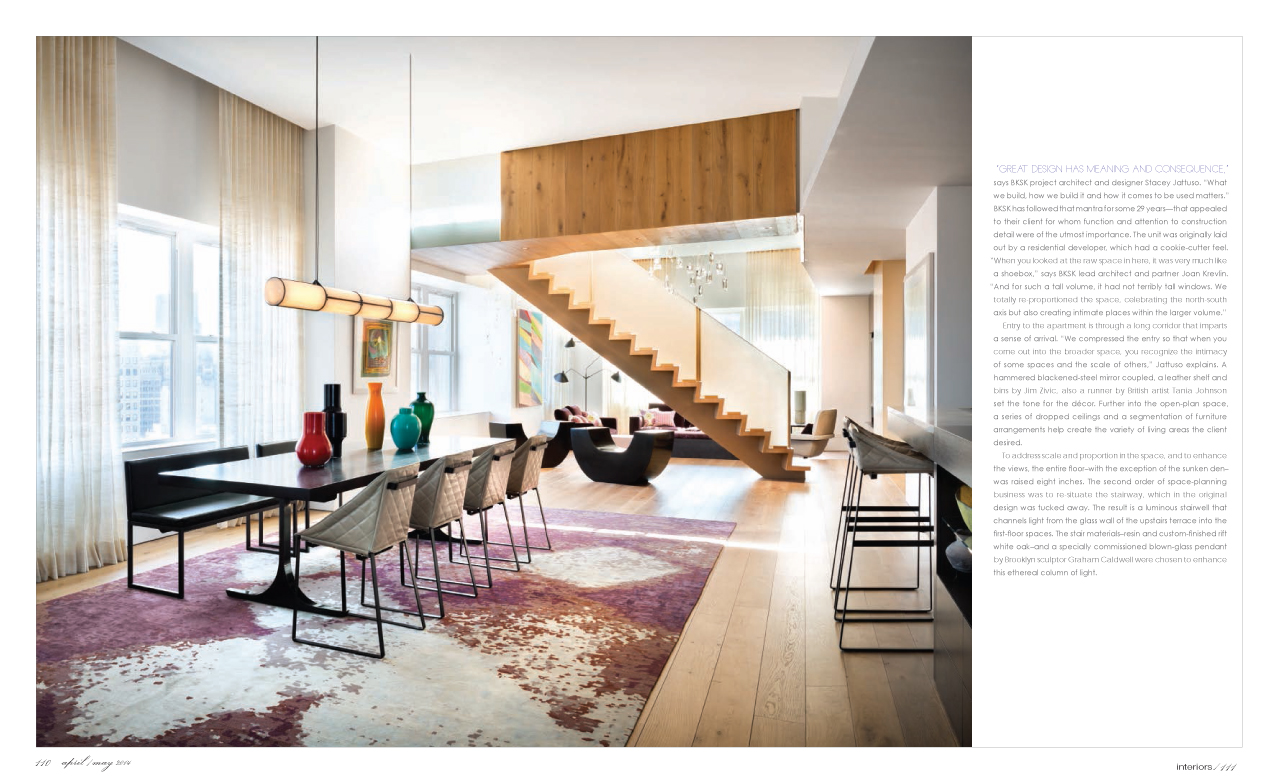 "GREAT DESIGN HAS MEANING AND CONSEQUENCE,"
says BKSK project architect and designer Stacey Jattuso. "What
we build, how we build it and how it comes to be used matters."
BKSK has followed that mantra for some 29 years—that appealed
to their client for whom function and attention to construction
detail were of the utmost importance. The unit was originally laid
out by a residential developer, which had a cookie-cutter feel.
"When you looked at the raw space in here, it was very much like
a shoebox," says BKSK lead architect and partner Joan Krevlin.
"And for such a tall volume, it had not terribly tall windows. We
totally re-proportioned the space, celebrating the north-south
axis but also creating intimate places within the larger volume."
Entry to the apartment is through a long corridor that imparts
a sense of arrival. "We compressed the entry so that when you
come out into the broader space, you recognize the intimacy
of some spaces and the scale of others," Jattuso explains. A
hammered blackened-steel mirror coupled, a leather shelf and
bins by Jim Zivic, also a runner by British artist Tania Johnson
set the tone for the décor. Further into the open-plan space,
a series of dropped ceilings and a segmentation of furniture
arrangements help create the variety of living areas the client
desired.
To address scale and proportion in the space, and to enhance
the views, the entire floor–with the exception of the sunken den–
was raised eight inches. The second order of space-planning
business was to re-situate the stairway, which in the original
design was tucked away. The result is a luminous stairwell that
channels light from the glass wall of the upstairs terrace into the
first-floor spaces. The stair materials–resin and custom-finished rift
white oak–and a specially commissioned blown-glass pendant
by Brooklyn sculptor Graham Caldwell were chosen to enhance
this ethereal column of light.
110 april/may 2014
interiors/111